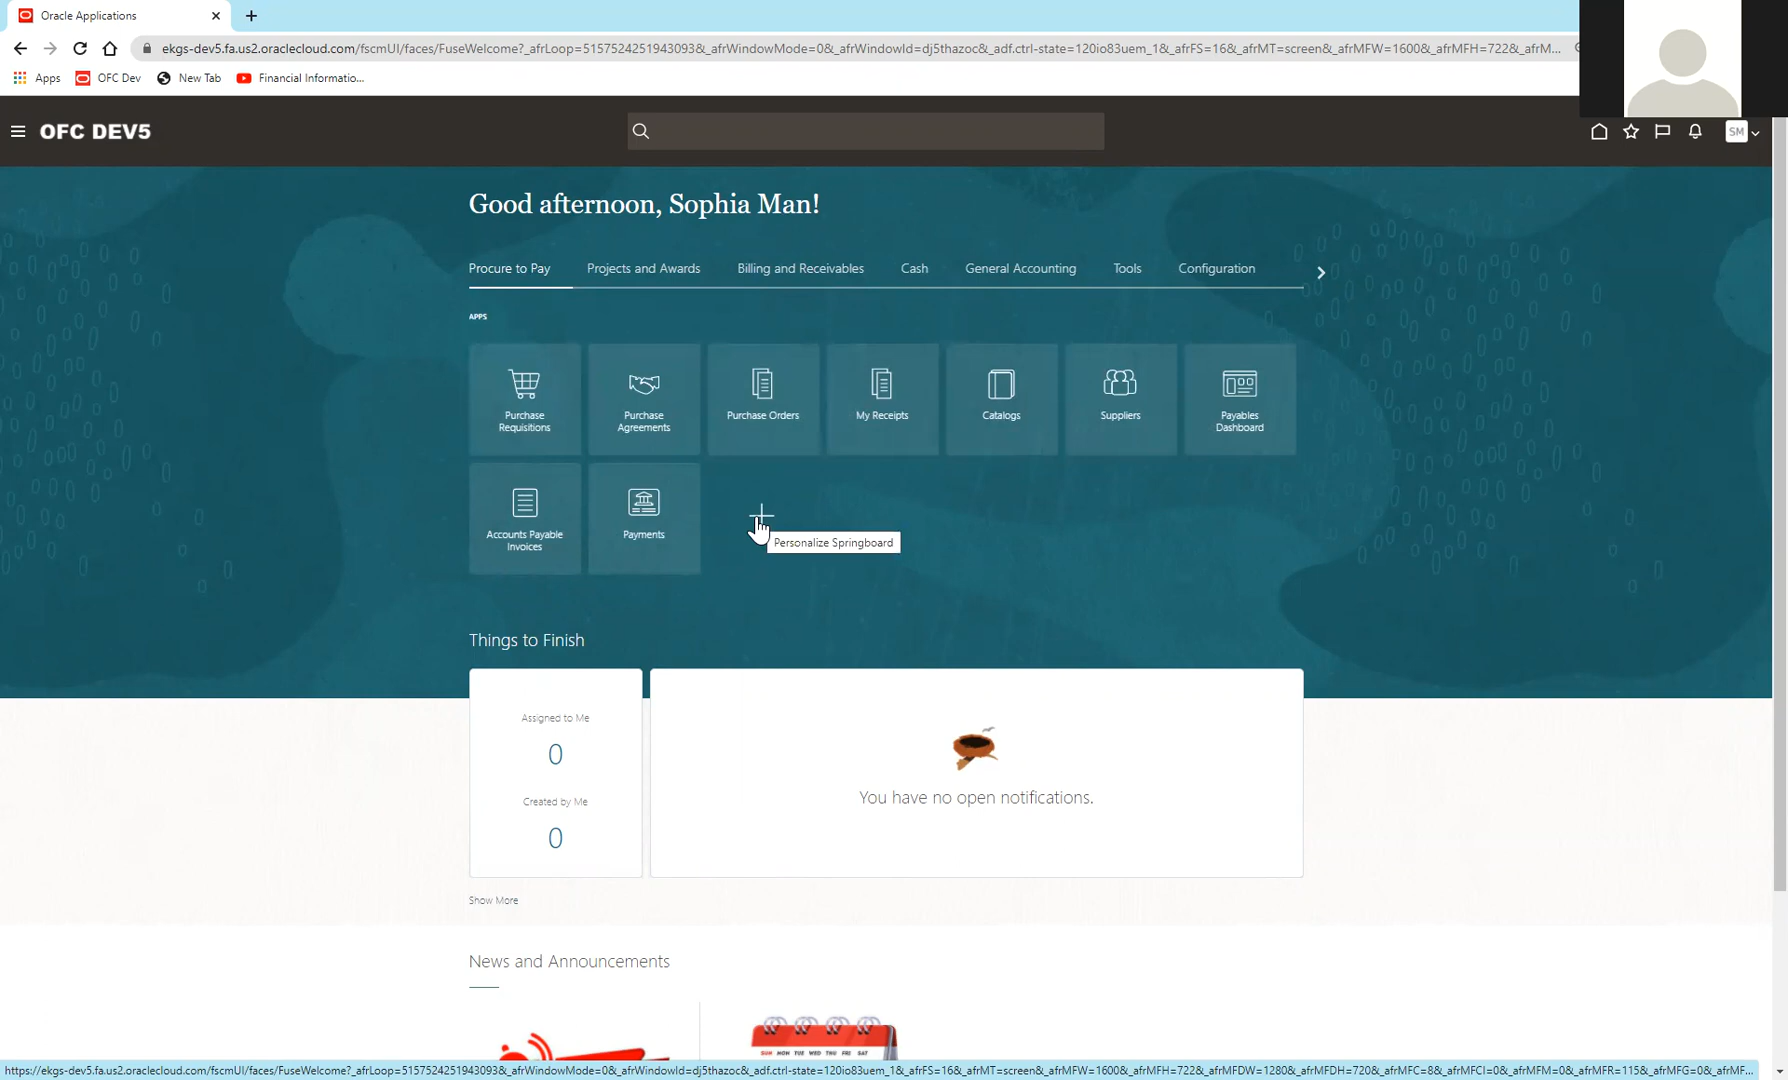 Oracle Applications
ekgs-dev5.fa.us2.oraclecloud.com/fscmUI/faces/FuseWelcome?_afrLoop=5157524251943093&_afrWindowMode=0&_afrWindowId=dj5thazoc&_adf.ctrl-state=120io83uem_1&_afrFS=16&_afrMT=screen&_afrMFW=1600&_afrMFH=722&_afrM...
Apps OFC Dev New Tab Financial Informatio...
OFC DEV5
SM
Good afternoon, Sophia Man!
Procure to Pay Projects and Awards Billing and Receivables Cash General Accounting Tools Configuration
APPS
Purchase Requisitions
Purchase Agreements
Purchase Orders
My Receipts
Catalogs
Suppliers
Payables Dashboard
Accounts Payable Invoices
Payments
Personalize Springboard
Things to Finish
Assigned to Me
0
Created by Me
0
You have no open notifications.
Show More
News and Announcements
SUN MON TUE WED THU FRI SAT
https://ekgs-dev5.fa.us2.oraclecloud.com/fscmUI/faces/FuseWelcome?_afrLoop=5157524251943093&_afrWindowMode=0&_afrWindowId=dj5thazoc&_adf.ctrl-state=120io83uem_1&_afrFS=16&_afrMT=screen&_afrMFW=1600&_afrMFH=722&_afrMFDW=1280&_afrMFDH=720&_afrMFC=8&_afrMFCI=0&_afrMFM=0&_afrMFR=115&_afrMFG=0&_afrMF...